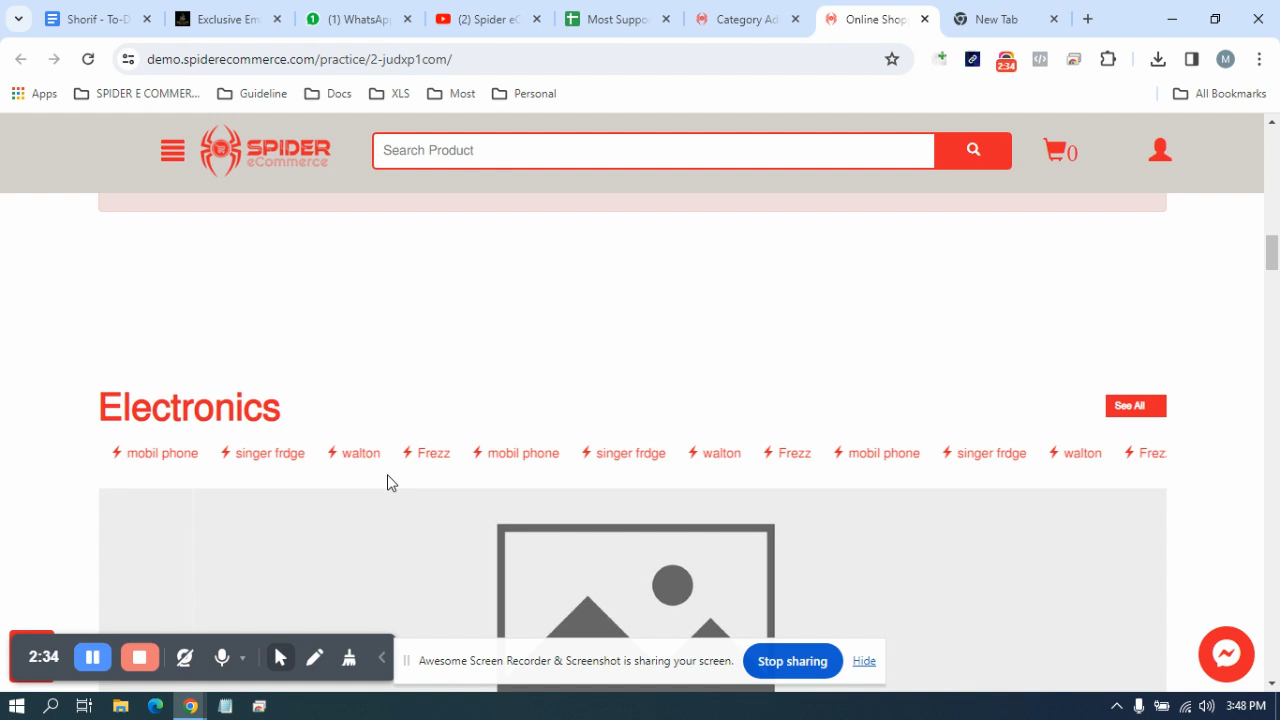 Shorif - To-D
Exclusive Em
(1) WhatsAp
(2) Spider eC
Most Suppo
Category Ad
Online Shop
New Tab
demo.spiderecommerce.com/practice/2-judxp1com/
2:34
M
Apps
SPIDER E COMMER...
Guideline
Docs
XLS
Most
Personal
All Bookmarks
SPIDER
eCommerce
Search Product
0
Electronics
See All
mobil phone singer frdge walton Frezz mobil phone singer frdge walton Frezz mobil phone singer frdge walton Frez
2:34
Awesome Screen Recorder & Screenshot is sharing your screen.
Stop sharing
Hide
3:48 PM